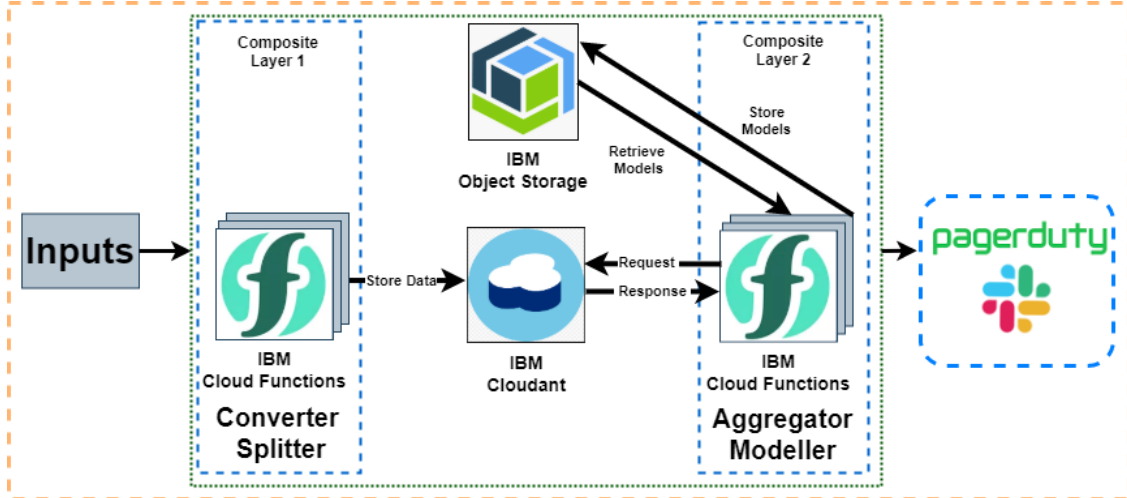 Composite
Layer 1
IBM
Object Storage
Composite
Layer 2
Store
Models
Retrieve
Models
Inputs
Store Data
Request
Response
pagerduty
IBM
Cloud Functions
Converter
Splitter
IBM
Cloudant
IBM
Cloud Functions
Aggregator
Modeller